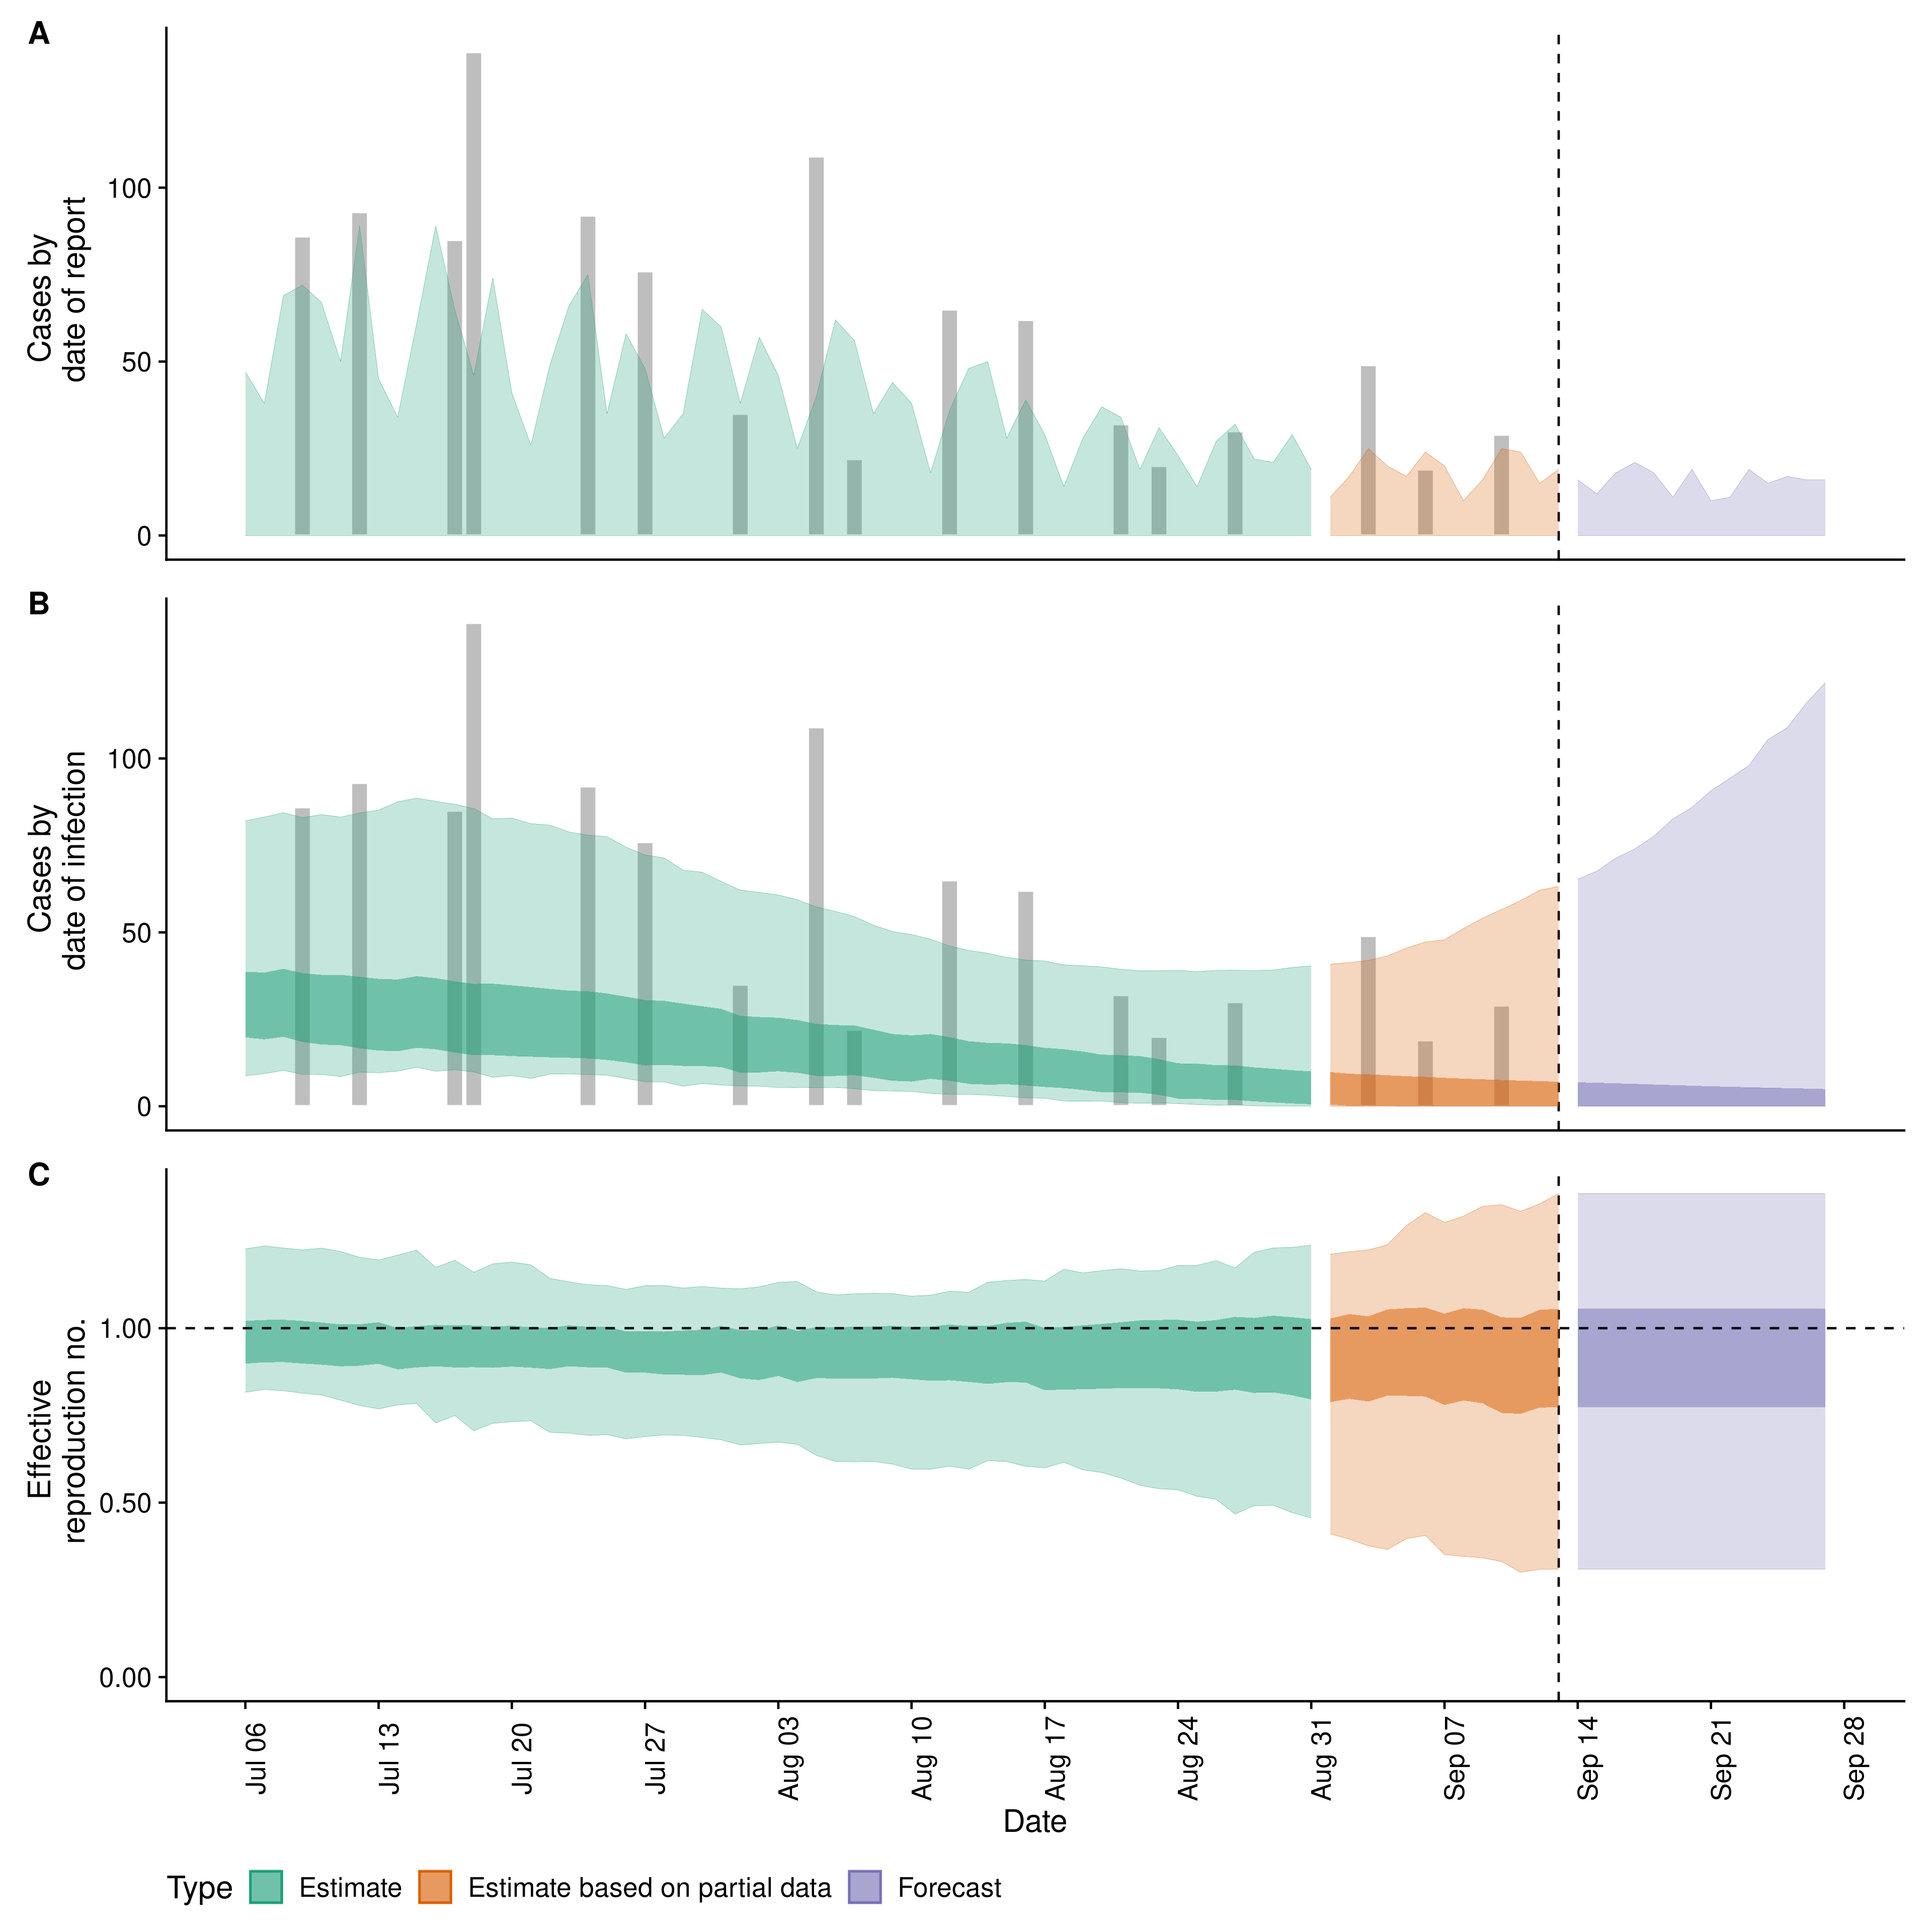 A
Cases by
date of report
100
50
0
B
Cases by
date of infection
100
50
0
C
Effective
reproduction no.
1.00
0.50
0.00
Jul 06
Jul 13
Jul 20
Jul 27
Aug 03
Aug 10
Aug 17
Aug 24
Aug 31
Sep 07
Sep 14
Sep 21
Sep 28
Date
Type Estimate Estimate based on partial data Forecast